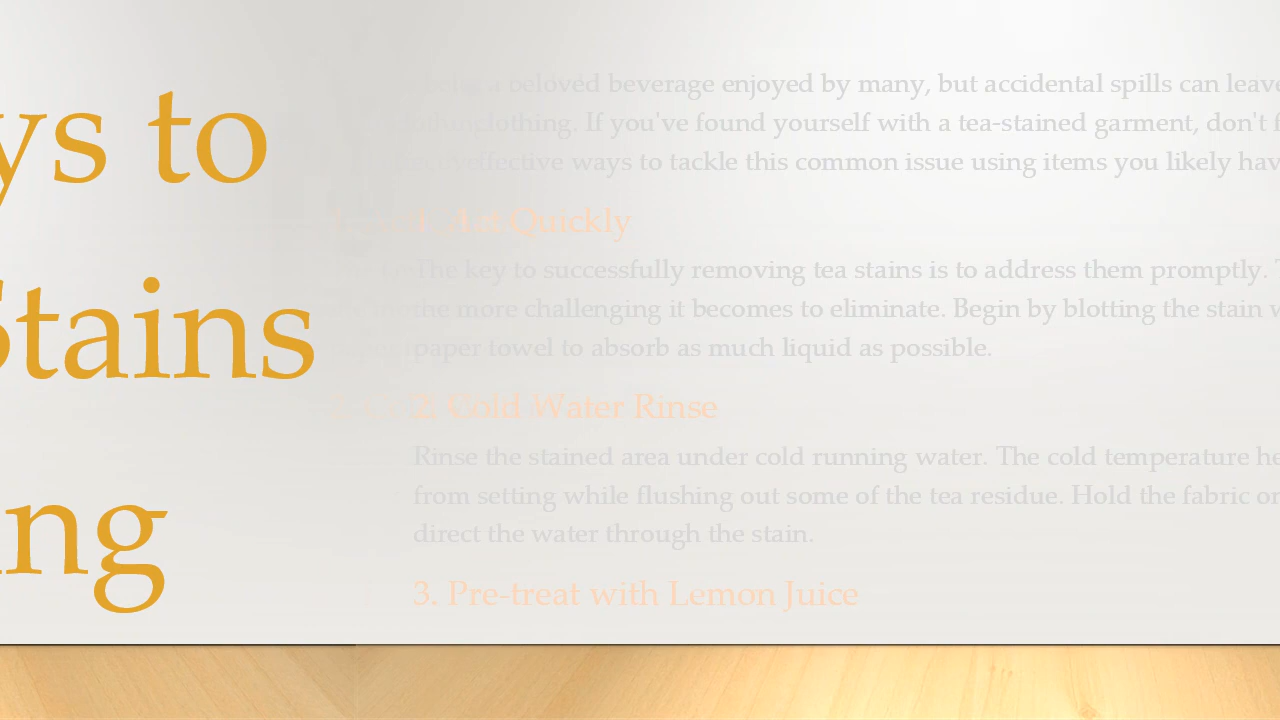 ys to
Stains
ng
a beloved beverage enjoyed by many, but accidental spills can leave
clothing. If you've found yourself with a tea-stained garment, don't
effective ways to tackle this common issue using items you likely hav
Act Quickly
The key to successfully removing tea stains is to address them promptly.
the more challenging it becomes to eliminate. Begin by blotting the stain
paper towel to absorb as much liquid as possible.
2. Cold Water Rinse
Rinse the stained area under cold running water. The cold temperature he
from setting while flushing out some of the tea residue. Hold the fabric
direct the water through the stain.
3. Pre-treat with Lemon Juice